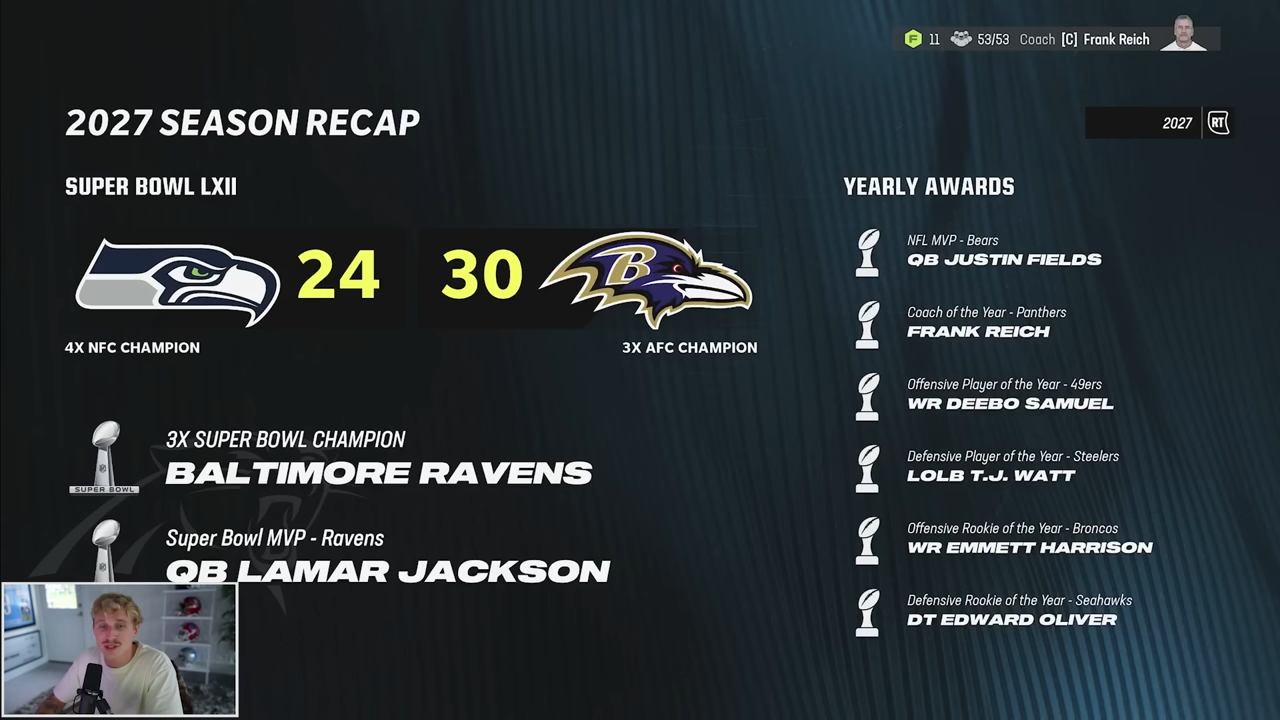 11 53/53 Coach [C] Frank Reich
2027 SEASON RECAP
2027 RT
SUPER BOWL LXII
24 30 B
4X NFC CHAMPION
3X AFC CHAMPION
3X SUPER BOWL CHAMPION
BALTIMORE RAVENS
SUPER BOWL
Super Bowl MVP - Ravens
QB LAMAR JACKSON
YEARLY AWARDS
NFL MVP - Bears
QB JUSTIN FIELDS
Coach of the Year - Panthers
FRANK REICH
Offensive Player of the Year - 49ers
WR DEEBO SAMUEL
Defensive Player of the Year - Steelers
LOLB T.J. WATT
Offensive Rookie of the Year - Broncos
WR EMMETT HARRISON
Defensive Rookie of the Year - Seahawks
DT EDWARD OLIVER